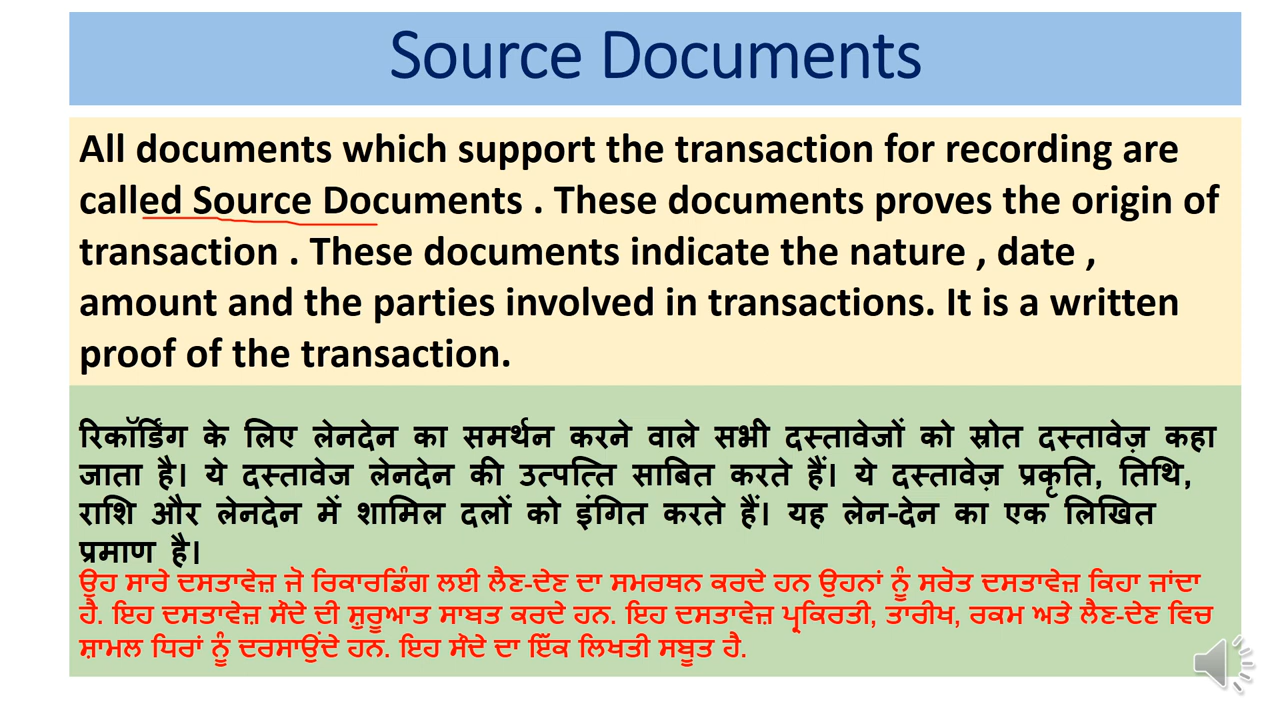 Source Documents
All documents which support the transaction for recording are
called Source Documents . These documents proves the origin of
transaction . These documents indicate the nature , date ,
amount and the parties involved in transactions. It is a written
proof of the transaction.
रिकॉर्डिंग के लिए लेनदेन का समर्थन करने वाले सभी दस्तावेजों को स्रोत दस्तावेज़ कहा
जाता है। ये दस्तावेज लेनदेन की उत्पत्ति साबित करते हैं। ये दस्तावेज़ प्रकृति, तिथि,
राशि और लेनदेन में शामिल दलों को इंगित करते हैं। यह लेन-देन का एक लिखित
प्रमाण है।
ਉਹ ਸਾਰੇ ਦਸਤਾਵੇਜ਼ ਜੋ ਰਿਕਾਰਡਿੰਗ ਲਈ ਲੈਣ-ਦੇਣ ਦਾ ਸਮਰਥਨ ਕਰਦੇ ਹਨ ਉਹਨਾਂ ਨੂੰ ਸਰੋਤ ਦਸਤਾਵੇਜ਼ ਕਿਹਾ ਜਾਂਦਾ
ਹੈ. ਇਹ ਦਸਤਾਵੇਜ਼ ਸੌਦੇ ਦੀ ਸ਼ੁਰੂਆਤ ਸਾਬਤ ਕਰਦੇ ਹਨ. ਇਹ ਦਸਤਾਵੇਜ਼ ਪ੍ਰਕਿਰਤੀ, ਤਾਰੀਖ, ਰਕਮ ਅਤੇ ਲੈਣ-ਦੇਣ ਵਿਚ
ਸ਼ਾਮਲ ਧਿਰਾਂ ਨੂੰ ਦਰਸਾਉਂਦੇ ਹਨ. ਇਹ ਸੌਦੇ ਦਾ ਇੱਕ ਲਿਖਤੀ ਸਬੂਤ ਹੈ.